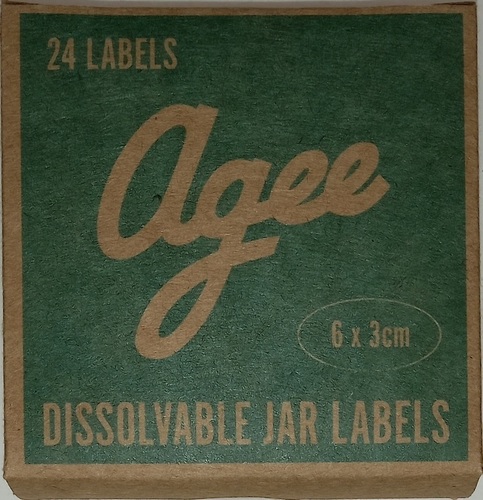 24 LABELS
Agee
6 x 3cm
DISSOLVABLE JAR LABELS